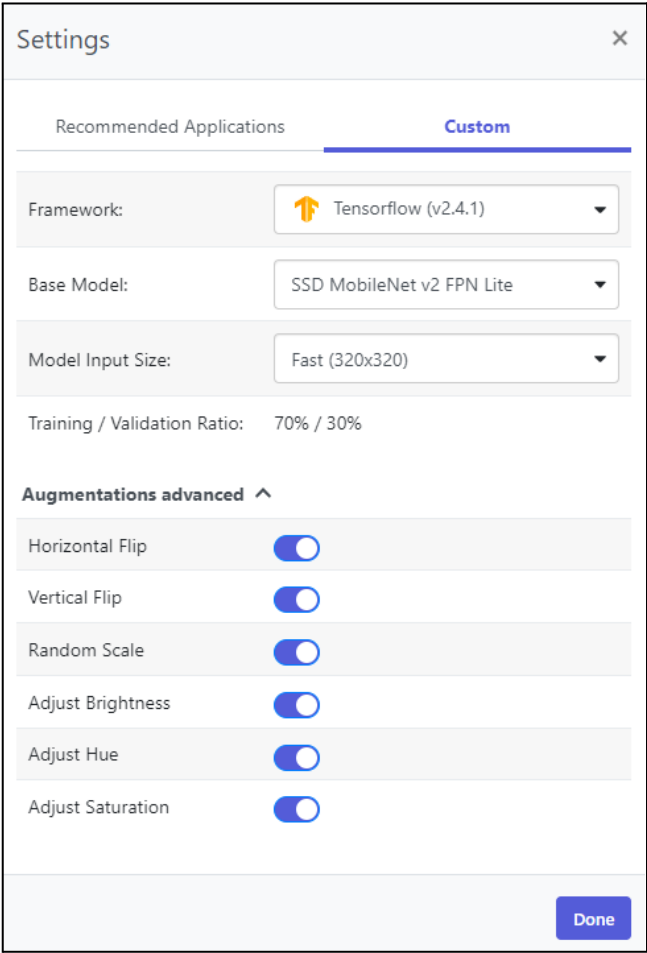 Settings
Recommended Applications
Custom
Framework:
Tensorflow (v2.4.1)
Base Model:
SSD MobileNet v2 FPN Lite
Model Input Size:
Fast (320x320)
Training / Validation Ratio:
70% / 30%
Augmentations advanced
Horizontal Flip
Vertical Flip
Random Scale
Adjust Brightness
Adjust Hue
Adjust Saturation
Done